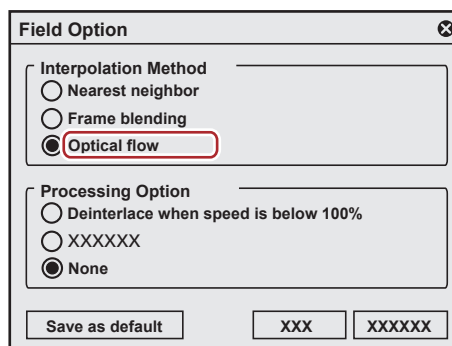 Field Option
Interpolation Method
Nearest neighbor
Frame blending
Optical flow
Processing Option
Deinterlace when speed is below 100%
XXXXXX
None
Save as default
XXX
XXXXXX